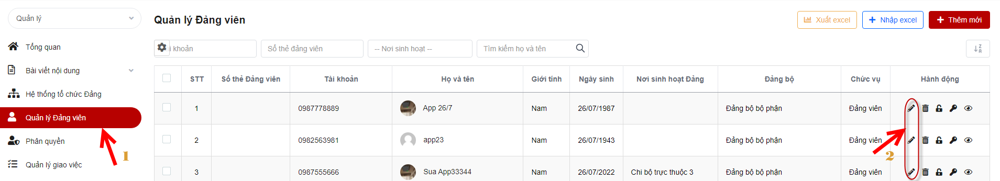 Quản lý
Tổng quan
Bài viết nội dung
Hệ thống tổ chức Đảng
Quản lý Đảng viên
Phân quyền
Quản lý giao việc
1
Quản lý Đảng viên
Xuất excel
Nhập excel
Thêm mới
i khoản
Số thẻ đảng viên
-- Nơi sinh hoạt --
Tìm kiếm họ và tên
STT Số thẻ Đảng viên Tài khoản Họ và tên Giới tính Ngày sinh Nơi sinh hoạt Đảng Đảng bộ Chức vụ Hành động
1 0987778889 App 26/7 Nam 26/07/1987 Đảng bộ bộ phận Đảng viên
2 0982563981 app23 Nam 26/07/1943 Đảng bộ bộ phận Đảng viên
2
3 0987555666 Sua App33344 Nam 26/07/2022 Chi bộ trực thuộc 3 Đảng bộ bộ phận Đảng viên